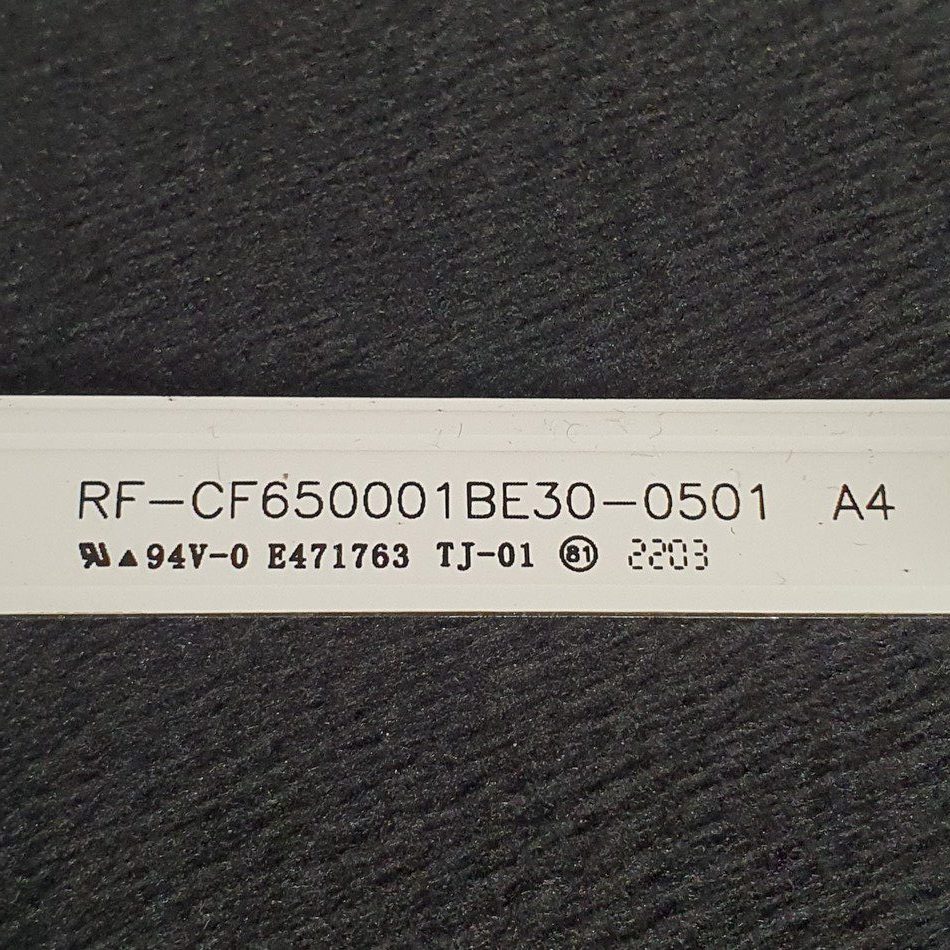 RF-CF650001BE30-0501 A4
▲94V-0 E471763 TJ-01 81 2203